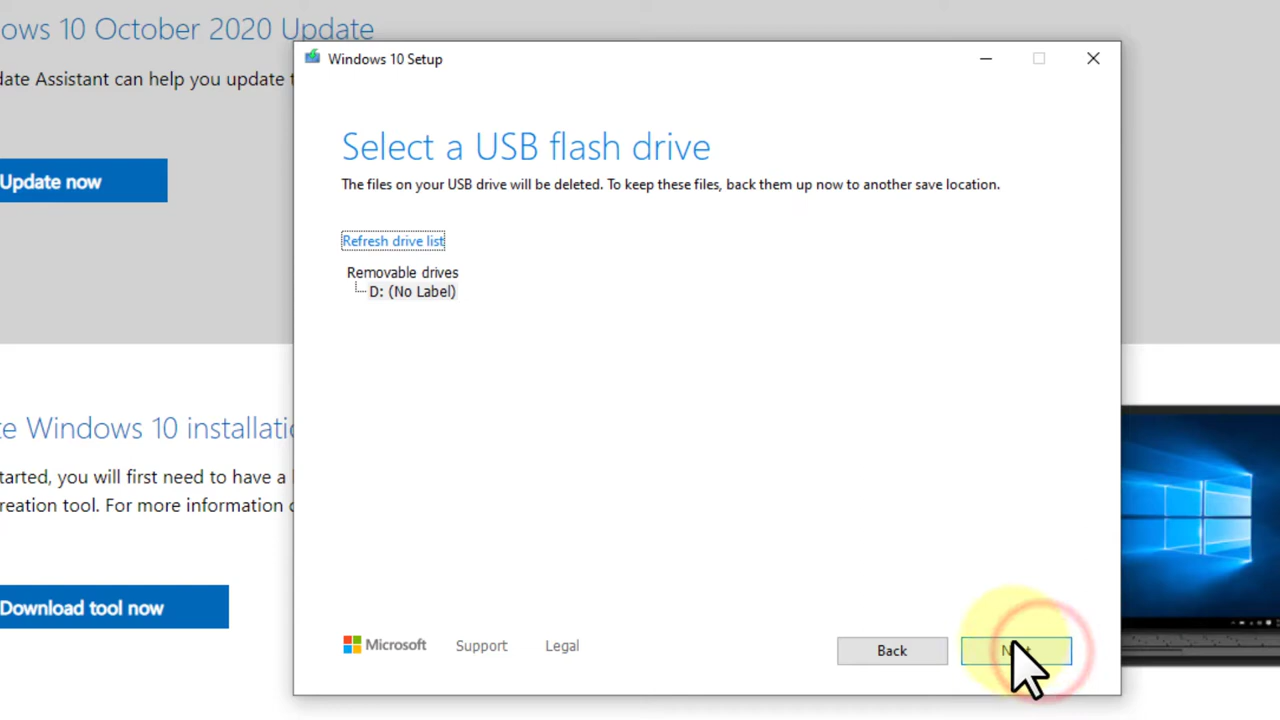 ows 10 October 2020 Update
date Assistant can help you update t
Update now
Windows 10 Setup
Select a USB flash drive
The files on your USB drive will be deleted. To keep these files, back them up now to another save location.
Refresh drive list
Removable drives
D: (No Label)
te Windows 10 installatio
tarted, you will first need to have a l
reation tool. For more information o
Download tool now
Microsoft
Support
Legal
Back